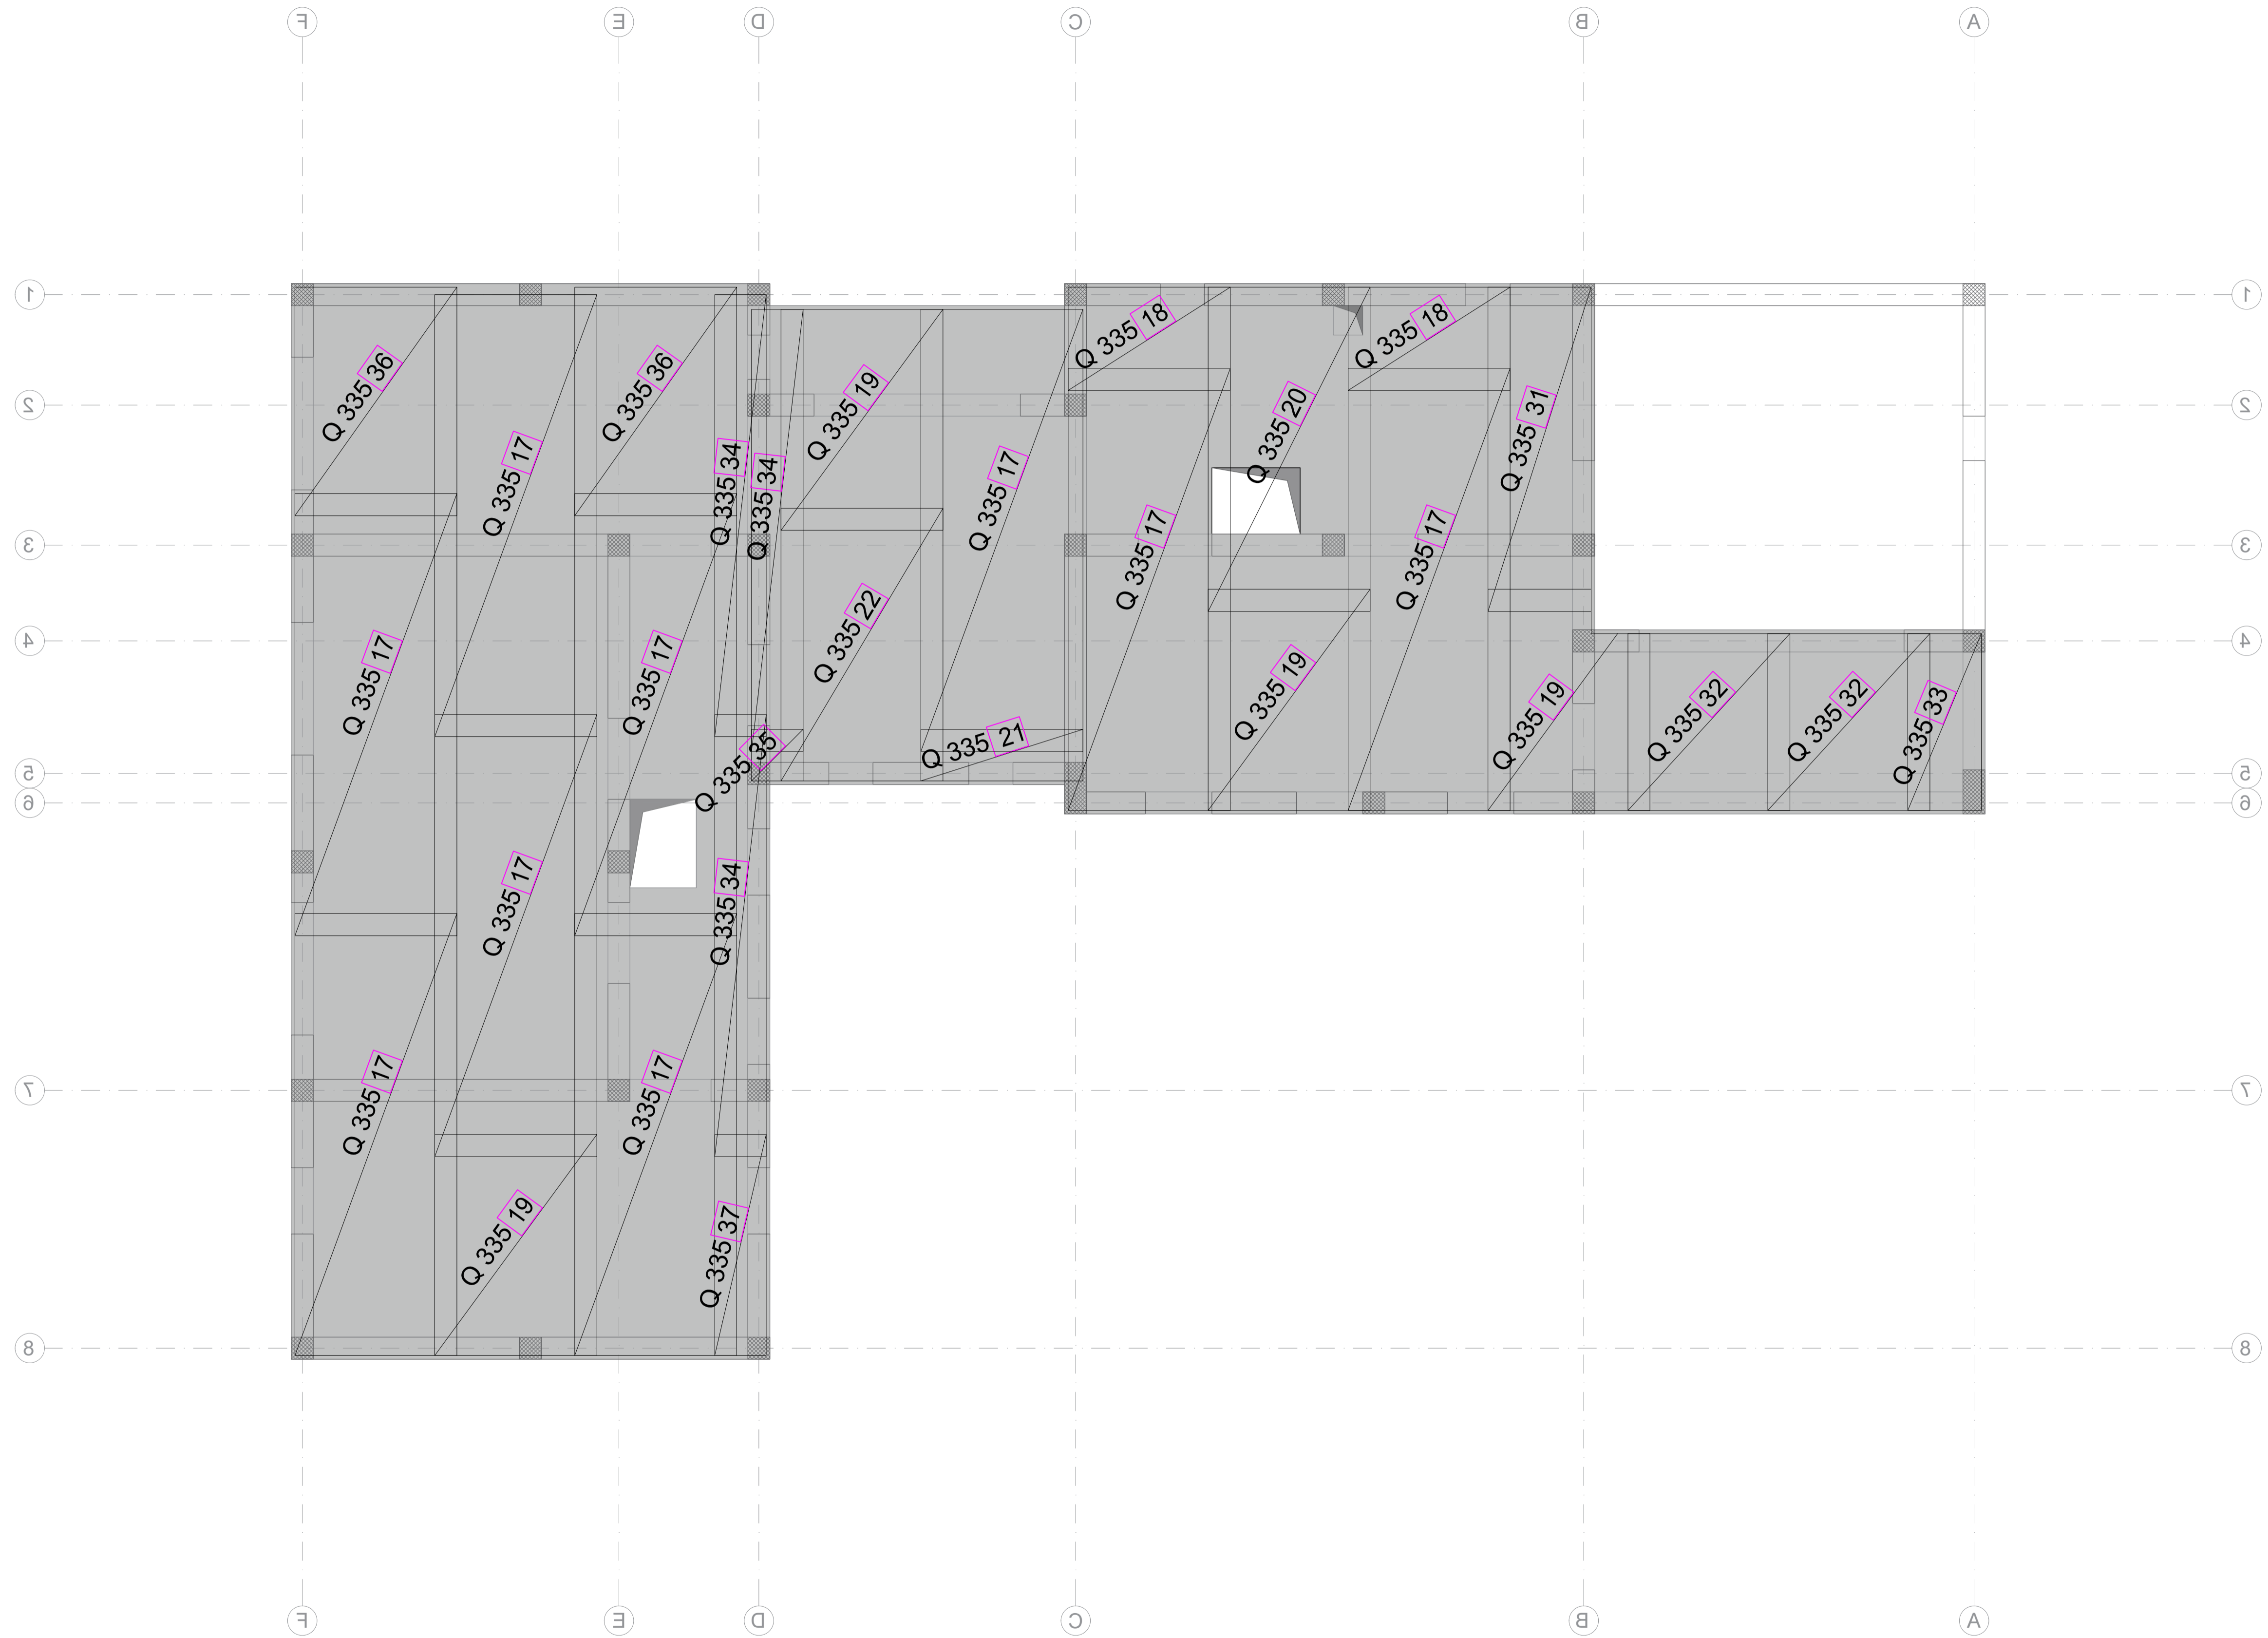 F E D C B A
1 1
Q 335 18 Q 335 18
Q 335 36 Q 335 36
Q 335 19 Q 335 20
2 2
Q 335 31
Q 335 17 Q 335 34 Q 335 34 Q 335 17
3 3
Q 335 17 Q 335 17
Q 335 22
4 4
Q 335 17 Q 335 17 Q 335 19
Q 335 19 Q 335 32 Q 335 32 Q 335 33
Q 335 35 Q 335 21
5 5
6 6
Q 335 17 Q 335 34
7 7
Q 335 17 Q 335 17
Q 335 19 Q 335 37
8 8
F E D C B A